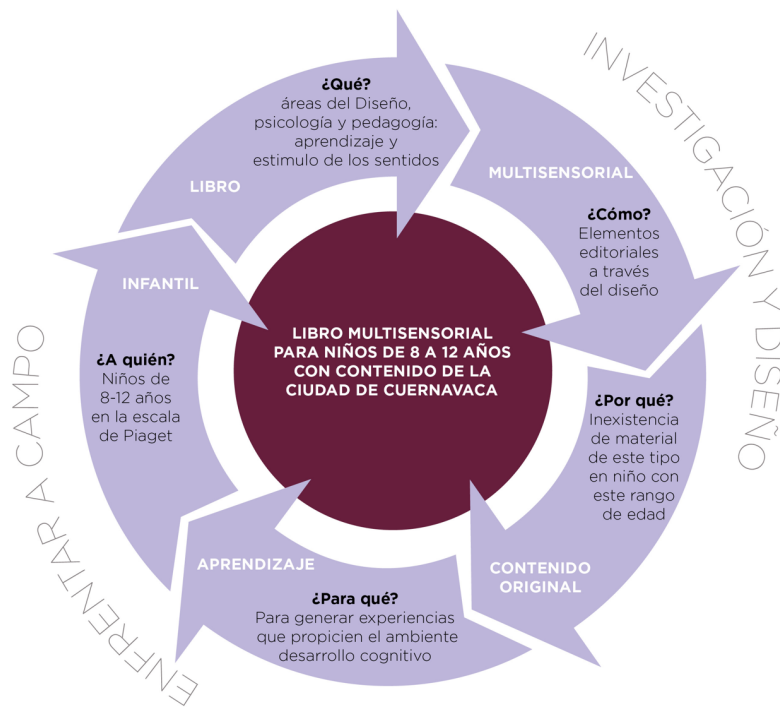 INVESTIGACIÓN Y DISEÑO
¿Qué?
áreas del Diseño,
psicología y pedagogía:
aprendizaje y
estimulo de los sentidos
LIBRO
MULTISENSORIAL
¿Cómo?
Elementos
editoriales
a través
del diseño
INFANTIL
¿A quién?
Niños de
8-12 años
en la escala
de Piaget
LIBRO MULTISENSORIAL
PARA NIÑOS DE 8 A 12 AÑOS
CON CONTENIDO DE LA
CIUDAD DE CUERNAVACA
¿Por qué?
Inexistencia
de material
de este tipo
en niño con
este rango
de edad
CONTENIDO
ORIGINAL
APRENDIZAJE
¿Para qué?
Para generar experiencias
que propicien el ambiente
desarrollo cognitivo
ENFRENTAR A CAMPO